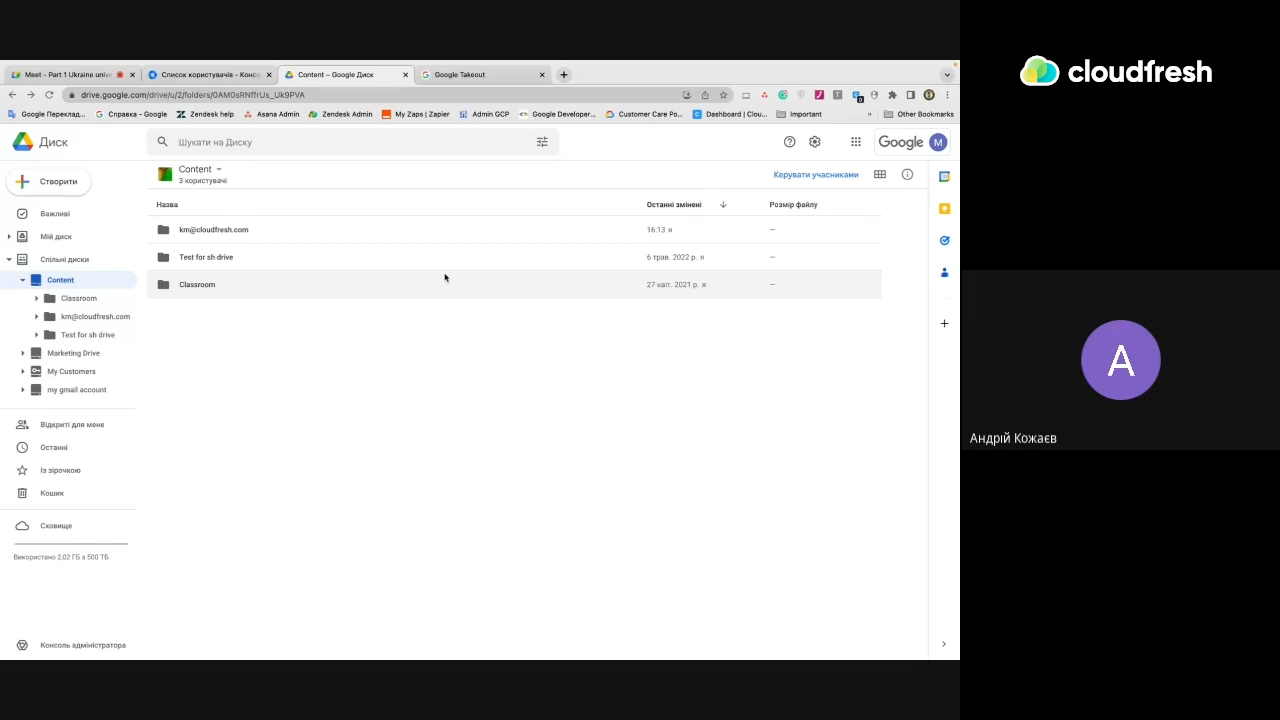 Meet - Part 1 Ukraine univ
Список користувачів - Консо
Content – Google Диск
Google Takeout
drive.google.com/drive/u/2/folders/0AM0sRNffrUs_Uk9PVA
Google Переклад...
Справка - Google
Zendesk help
Asana Admin
Zendesk Admin
My Zaps | Zapier
Admin GCP
Google Developer...
Customer Care Po...
Dashboard | Clou...
Important
»
Other Bookmarks
cloudfresh
Диск
Шукати на Диску
Google
M
Створити
Content
3 користувачі
Керувати учасниками
Назва
Останні змінені
Розмір файлу
km@cloudfresh.com
16:13 я
—
Test for sh drive
6 трав. 2022 р. я
—
Classroom
27 квіт. 2021 р. я
—
Важливі
Мій диск
Спільні диски
Content
Classroom
km@cloudfresh.com
Test for sh drive
Marketing Drive
My Customers
my gmail account
Відкриті для мене
Останні
Із зірочкою
Кошик
Сховище
Використано 2,02 ГБ з 500 ТБ
Консоль адміністратора
А
Андрій Кожаєв